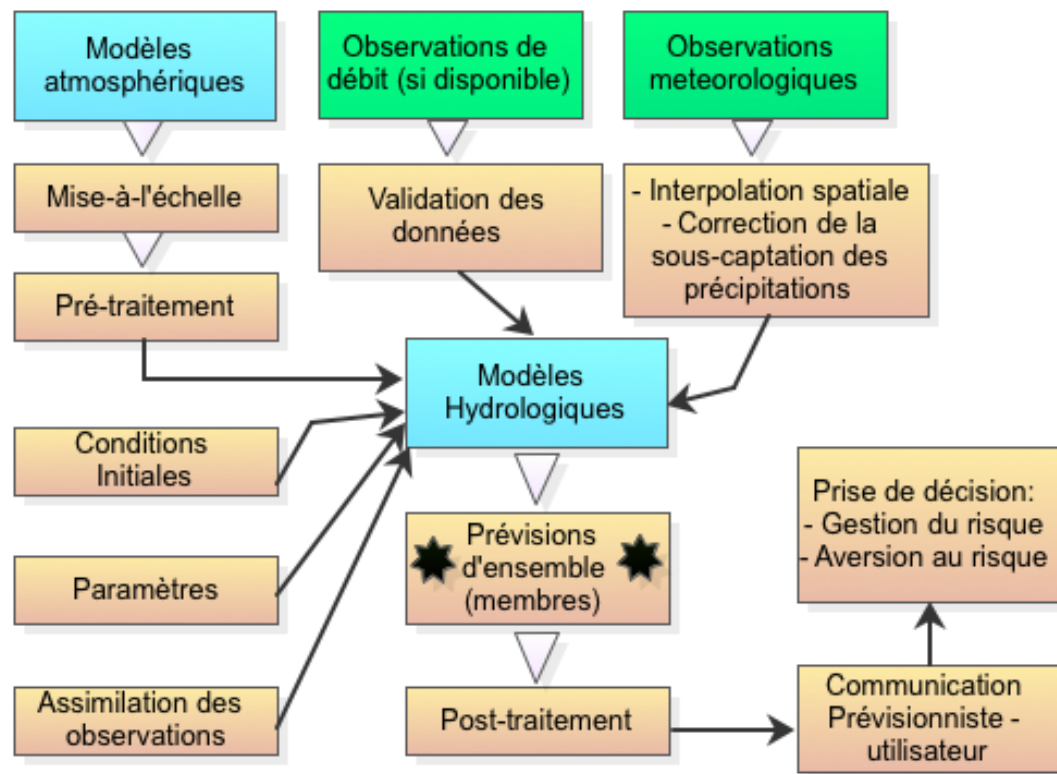 Modèles
atmosphériques
Observations de
débit (si disponible)
Observations
meteorologiques
Mise-à-l'échelle
Validation des
données
- Interpolation spatiale
- Correction de la
sous-captation des
précipitations
Pré-traitement
Modèles
Hydrologiques
Conditions
Initiales
Paramètres
Assimilation des
observations
Prévisions
d'ensemble
(membres)
Post-traitement
Prise de décision:
- Gestion du risque
- Aversion au risque
Communication
Prévisionniste -
utilisateur